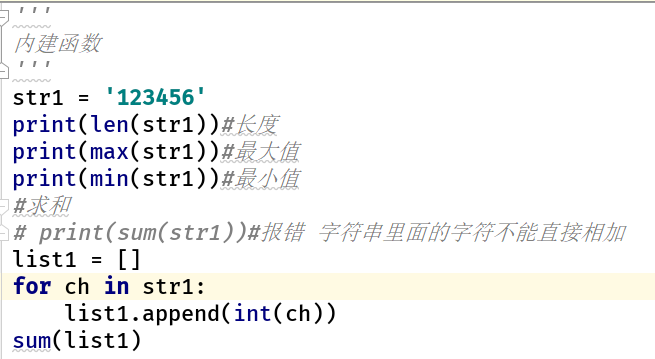 '''
内建函数
'''
str1 = '123456'
print(len(str1))#长度
print(max(str1))#最大值
print(min(str1))#最小值
#求和
# print(sum(str1))#报错 字符串里面的字符不能直接相加
list1 = []
for ch in str1:
    list1.append(int(ch))
sum(list1)